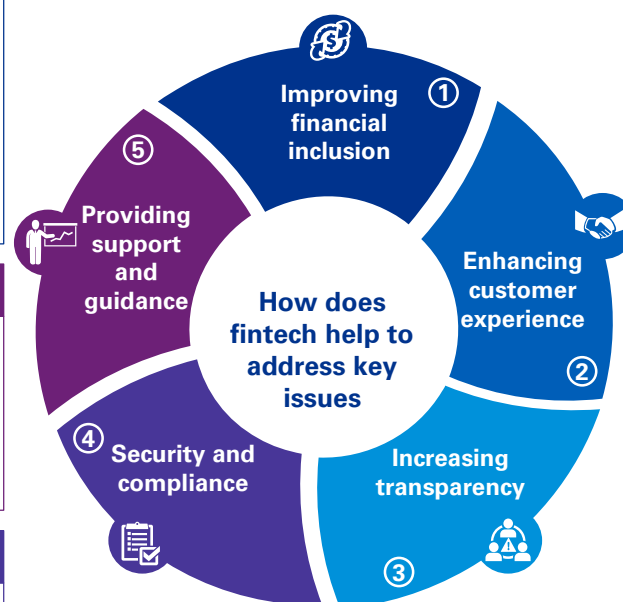 ①
Improving
financial
inclusion
②
Enhancing
customer
experience
③
Increasing
transparency
④
Security and
compliance
⑤
Providing
support
and
guidance
How does
fintech help to
address key
issues